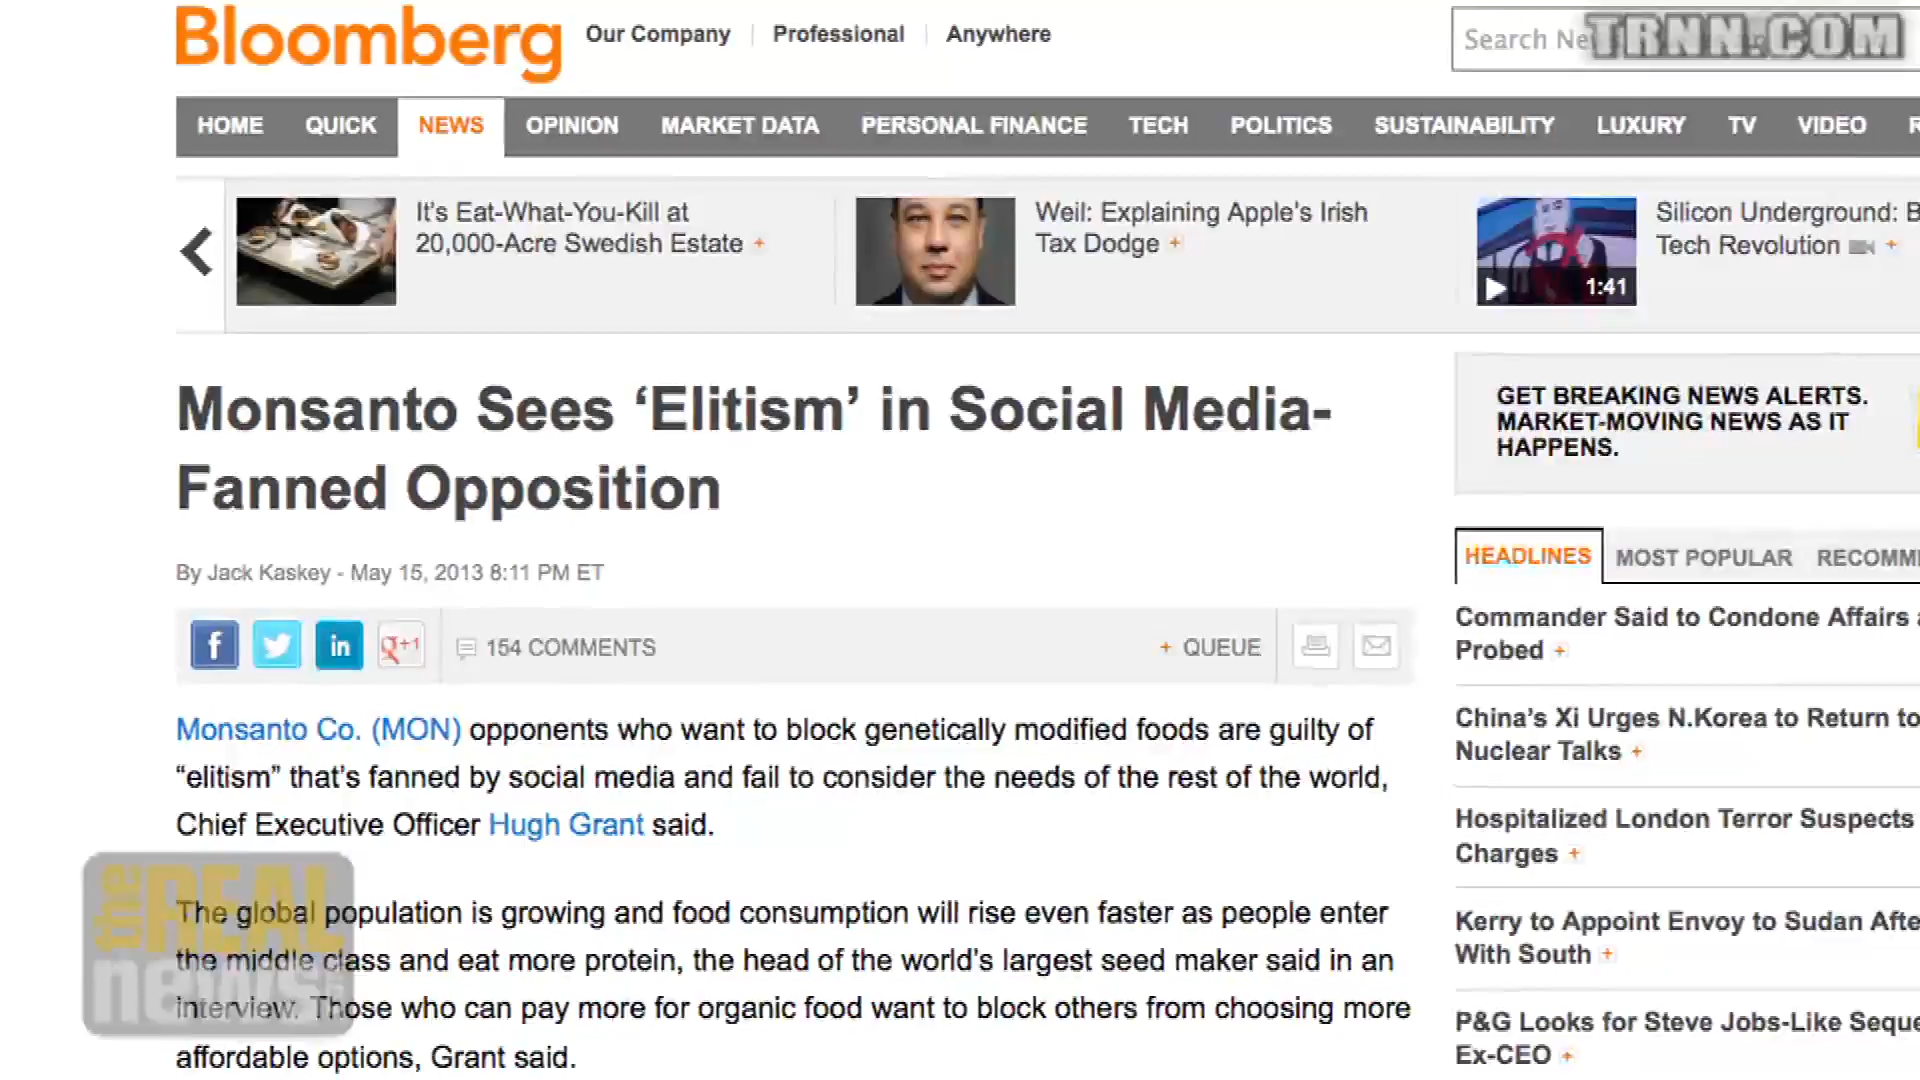 Bloomberg
Our Company
Professional
Anywhere
Search
TRNN.COM
HOME
QUICK
NEWS
OPINION
MARKET DATA
PERSONAL FINANCE
TECH
POLITICS
SUSTAINABILITY
LUXURY
TV
VIDEO
It's Eat-What-You-Kill at
20,000-Acre Swedish Estate +
Weil: Explaining Apple's Irish
Tax Dodge +
1:41
Silicon Underground: B
Tech Revolution +
Monsanto Sees ‘Elitism’ in Social Media-
Fanned Opposition
By Jack Kaskey - May 15, 2013 8:11 PM ET
f
in
g+1
154 COMMENTS
+ QUEUE
Monsanto Co. (MON) opponents who want to block genetically modified foods are guilty of
“elitism” that’s fanned by social media and fail to consider the needs of the rest of the world,
Chief Executive Officer Hugh Grant said.
The global population is growing and food consumption will rise even faster as people enter
the middle class and eat more protein, the head of the world’s largest seed maker said in an
interview. Those who can pay more for organic food want to block others from choosing more
affordable options, Grant said.
the REAL
news
GET BREAKING NEWS ALERTS.
MARKET-MOVING NEWS AS IT
HAPPENS.
HEADLINES
MOST POPULAR
RECOMM
Commander Said to Condone Affairs
Probed +
China’s Xi Urges N.Korea to Return to
Nuclear Talks +
Hospitalized London Terror Suspects
Charges +
Kerry to Appoint Envoy to Sudan Afte
With South +
P&G Looks for Steve Jobs-Like Seque
Ex-CEO +